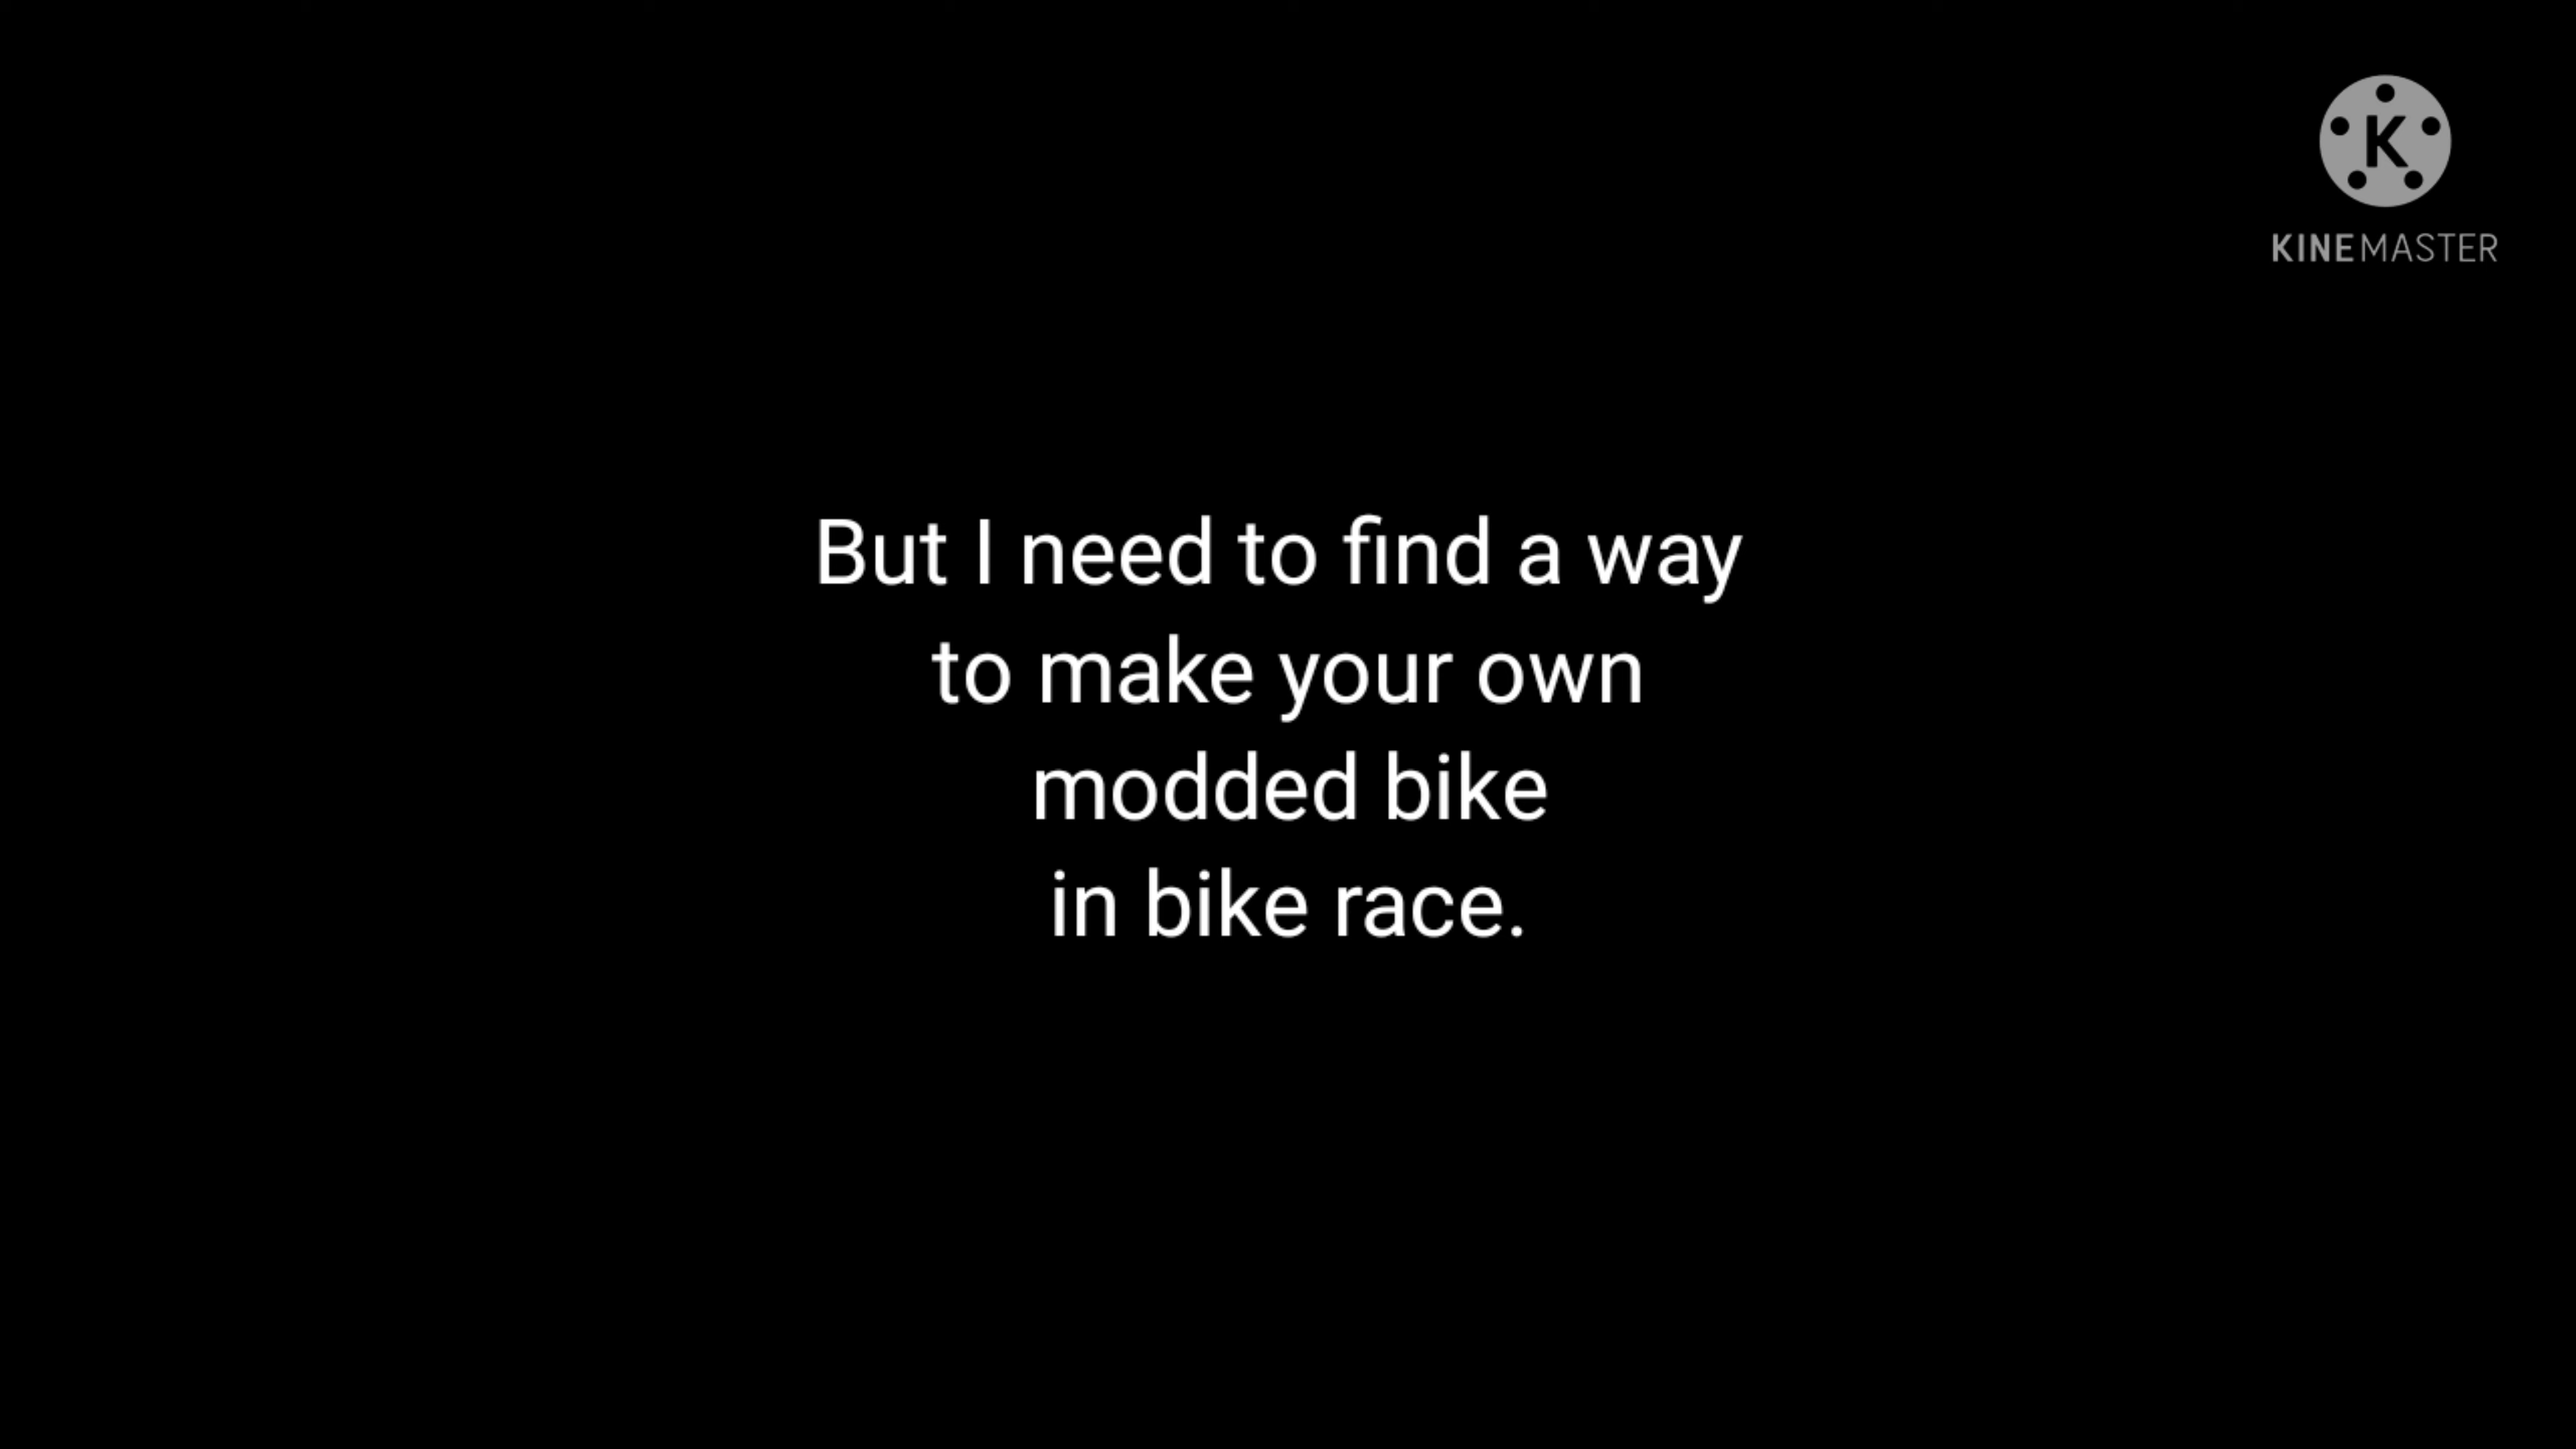 K
KINEMASTER
But I need to find a way
to make your own
modded bike
in bike race.